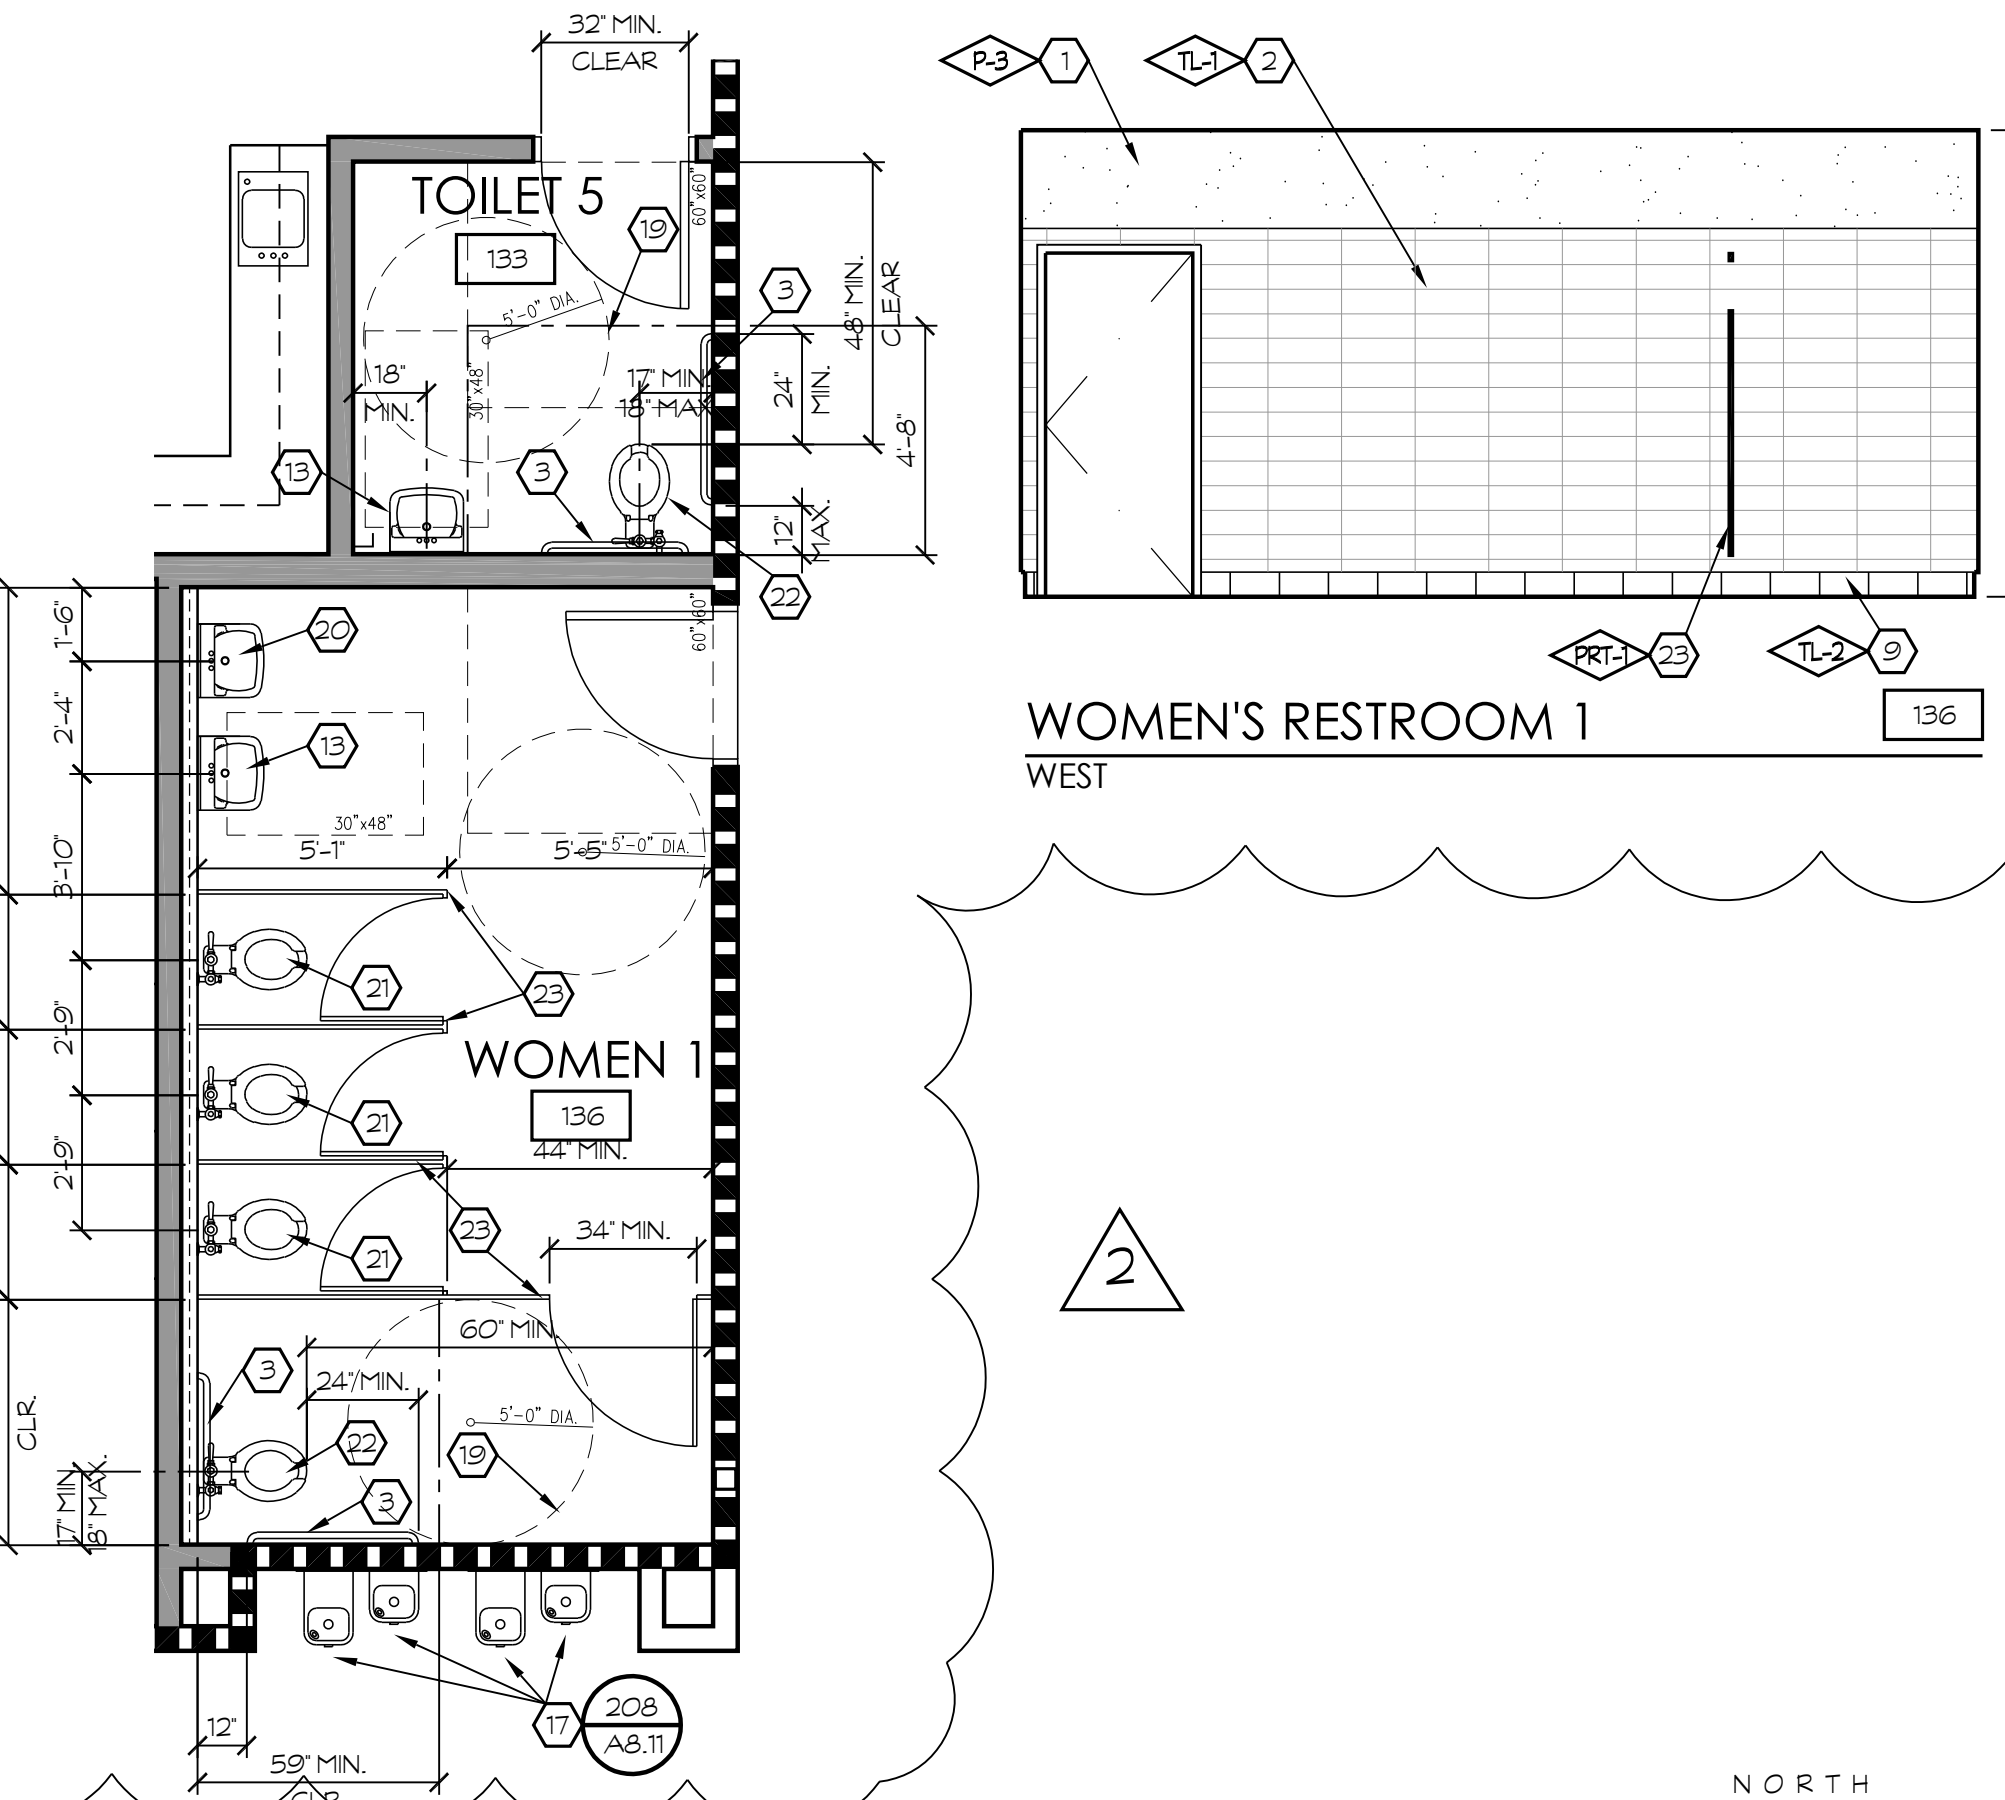 32" MIN.
CLEAR
P-3
1
TL-1
2
TOILET 5
133
60"x60"
19
3
5'-0" DIA.
48" MIN.
CLEAR
18"
MIN.
30"x48"
17" MIN.
18" MAX.
24"
MIN.
4'-8"
13
3
12"
MAX.
22
PRT-1
23
TL-2
9
WOMEN'S RESTROOM 1
136
WEST
1'-6"
20
60"x60"
2'-4"
13
30"x48"
5'-1"
5'-5"
5'-0" DIA.
3'-10"
21
23
2'-9"
WOMEN 1
136
44" MIN.
21
2'-9"
23
34" MIN.
21
2
60" MIN.
3
24" MIN.
5'-0" DIA.
CLR.
22
19
17" MIN.
18" MAX.
3
17
208
A8.11
12"
59" MIN.
CLR.
NORTH